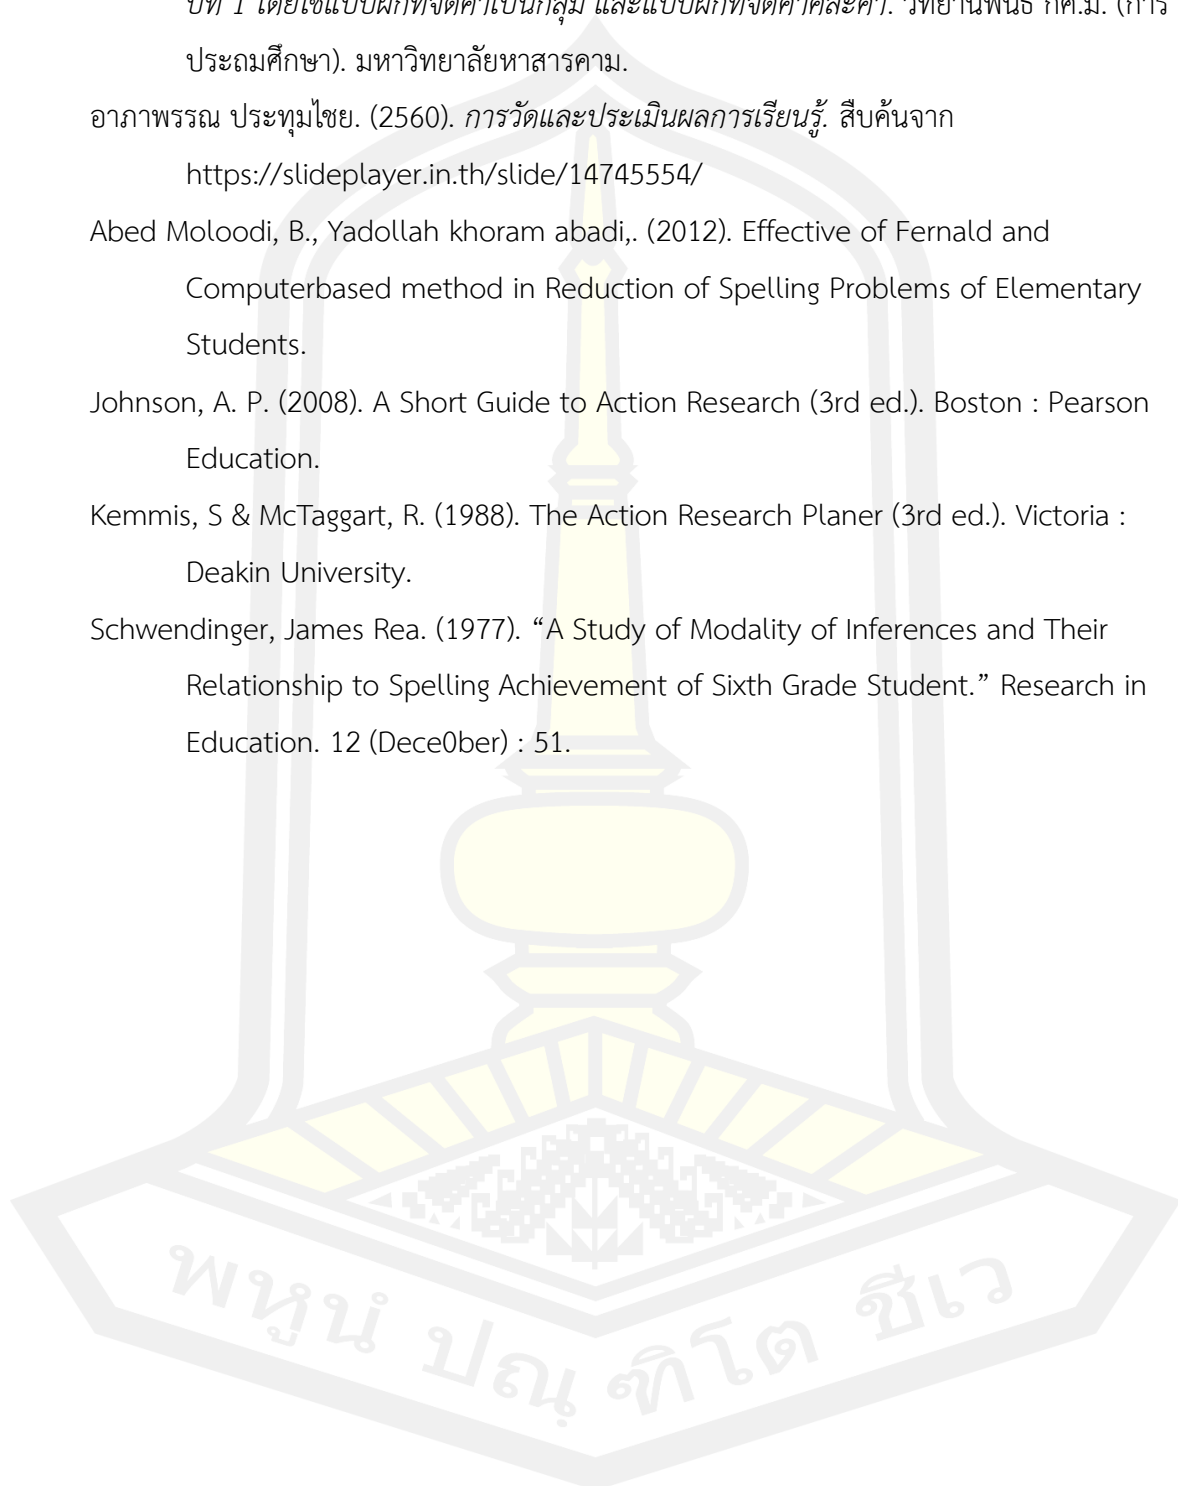 ปีที่ 1 โดยใช้แบบฝึกที่จัดคำเป็นกลุ่ม และแบบฝึกที่จัดคำคละคำ. วิทยานิพนธ์ กศ.ม. (การ
ประถมศึกษา). มหาวิทยาลัยหาสารคาม.
อาภาพรรณ ประทุมไชย. (2560). การวัดและประเมินผลการเรียนรู้. สืบค้นจาก
https://slideplayer.in.th/slide/14745554/
Abed Moloodi, B., Yadollah khoram abadi,. (2012). Effective of Fernald and
Computerbased method in Reduction of Spelling Problems of Elementary
Students.
Johnson, A. P. (2008). A Short Guide to Action Research (3rd ed.). Boston : Pearson
Education.
Kemmis, S & McTaggart, R. (1988). The Action Research Planer (3rd ed.). Victoria :
Deakin University.
Schwendinger, James Rea. (1977). “A Study of Modality of Inferences and Their
Relationship to Spelling Achievement of Sixth Grade Student.” Research in
Education. 12 (Dece0ber) : 51.
พหูนํ ปณฺฑิโต ชีเว